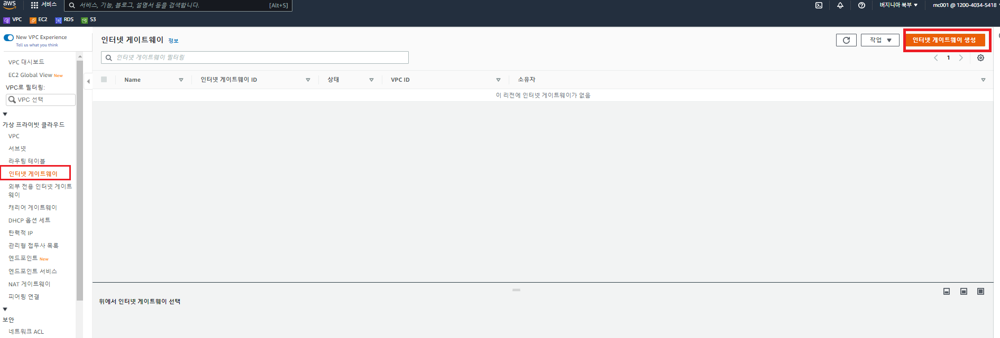 aws
서비스
서비스, 기능, 블로그, 설명서 등을 검색합니다.
[Alt+S]
버지니아 북부 ▼
mc001 @ 1200-4034-5418
VPC
EC2
RDS
S3
New VPC Experience
Tell us what you think
VPC 대시보드
EC2 Global View New
VPC로 필터링:
VPC 선택
가상 프라이빗 클라우드
VPC
서브넷
라우팅 테이블
인터넷 게이트웨이
외부 전용 인터넷 게이트
웨이
캐리어 게이트웨이
DHCP 옵션 세트
탄력적 IP
관리형 접두사 목록
엔드포인트 New
엔드포인트 서비스
NAT 게이트웨이
피어링 연결
보안
네트워크 ACL
인터넷 게이트웨이 정보
작업 ▼
인터넷 게이트웨이 생성
인터넷 게이트웨이 필터링
1
Name
인터넷 게이트웨이 ID
상태
VPC ID
소유자
이 리전에 인터넷 게이트웨이가 없음
위에서 인터넷 게이트웨이 선택